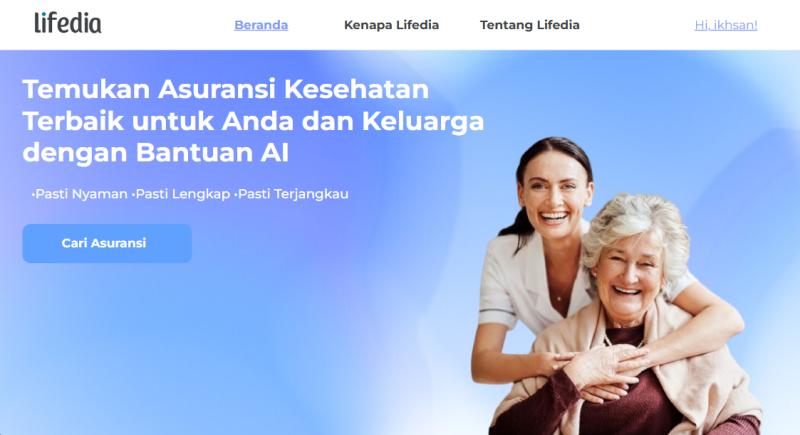 lifedia
Beranda
Kenapa Lifedia
Tentang Lifedia
Hi, ikhsan!
Temukan Asuransi Kesehatan
Terbaik untuk Anda dan Keluarga
dengan Bantuan AI
•Pasti Nyaman •Pasti Lengkap •Pasti Terjangkau
Cari Asuransi